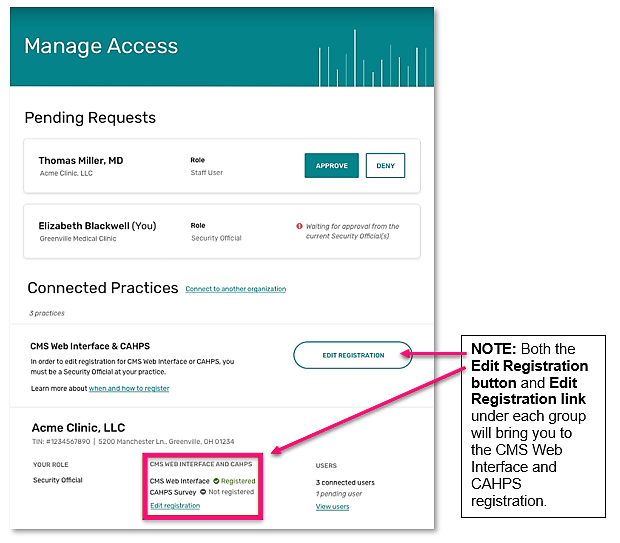 Manage Access
Pending Requests
Thomas Miller, MD
Acme Clinic, LLC
Role
Staff User
APPROVE
DENY
Elizabeth Blackwell (You)
Greenville Medical Clinic
Role
Security Official
Waiting for approval from the
current Security Official(s)
Connected Practices
Connect to another organization
3 practices
CMS Web Interface & CAHPS
In order to edit registration for CMS Web Interface or CAHPS, you
must be a Security Official at your practice.
Learn more about when and how to register
EDIT REGISTRATION
Acme Clinic, LLC
TIN: #1234567890 | 5200 Manchester Ln., Greenville, OH 01234
YOUR ROLE
Security Official
CMS WEB INTERFACE AND CAHPS
CMS Web Interface Registered
CAHPS Survey Not registered
Edit registration
USERS
3 connected users
1 pending user
View users
NOTE: Both the
Edit Registration
button and Edit
Registration link
under each group
will bring you to
the CMS Web
Interface and
CAHPS
registration.